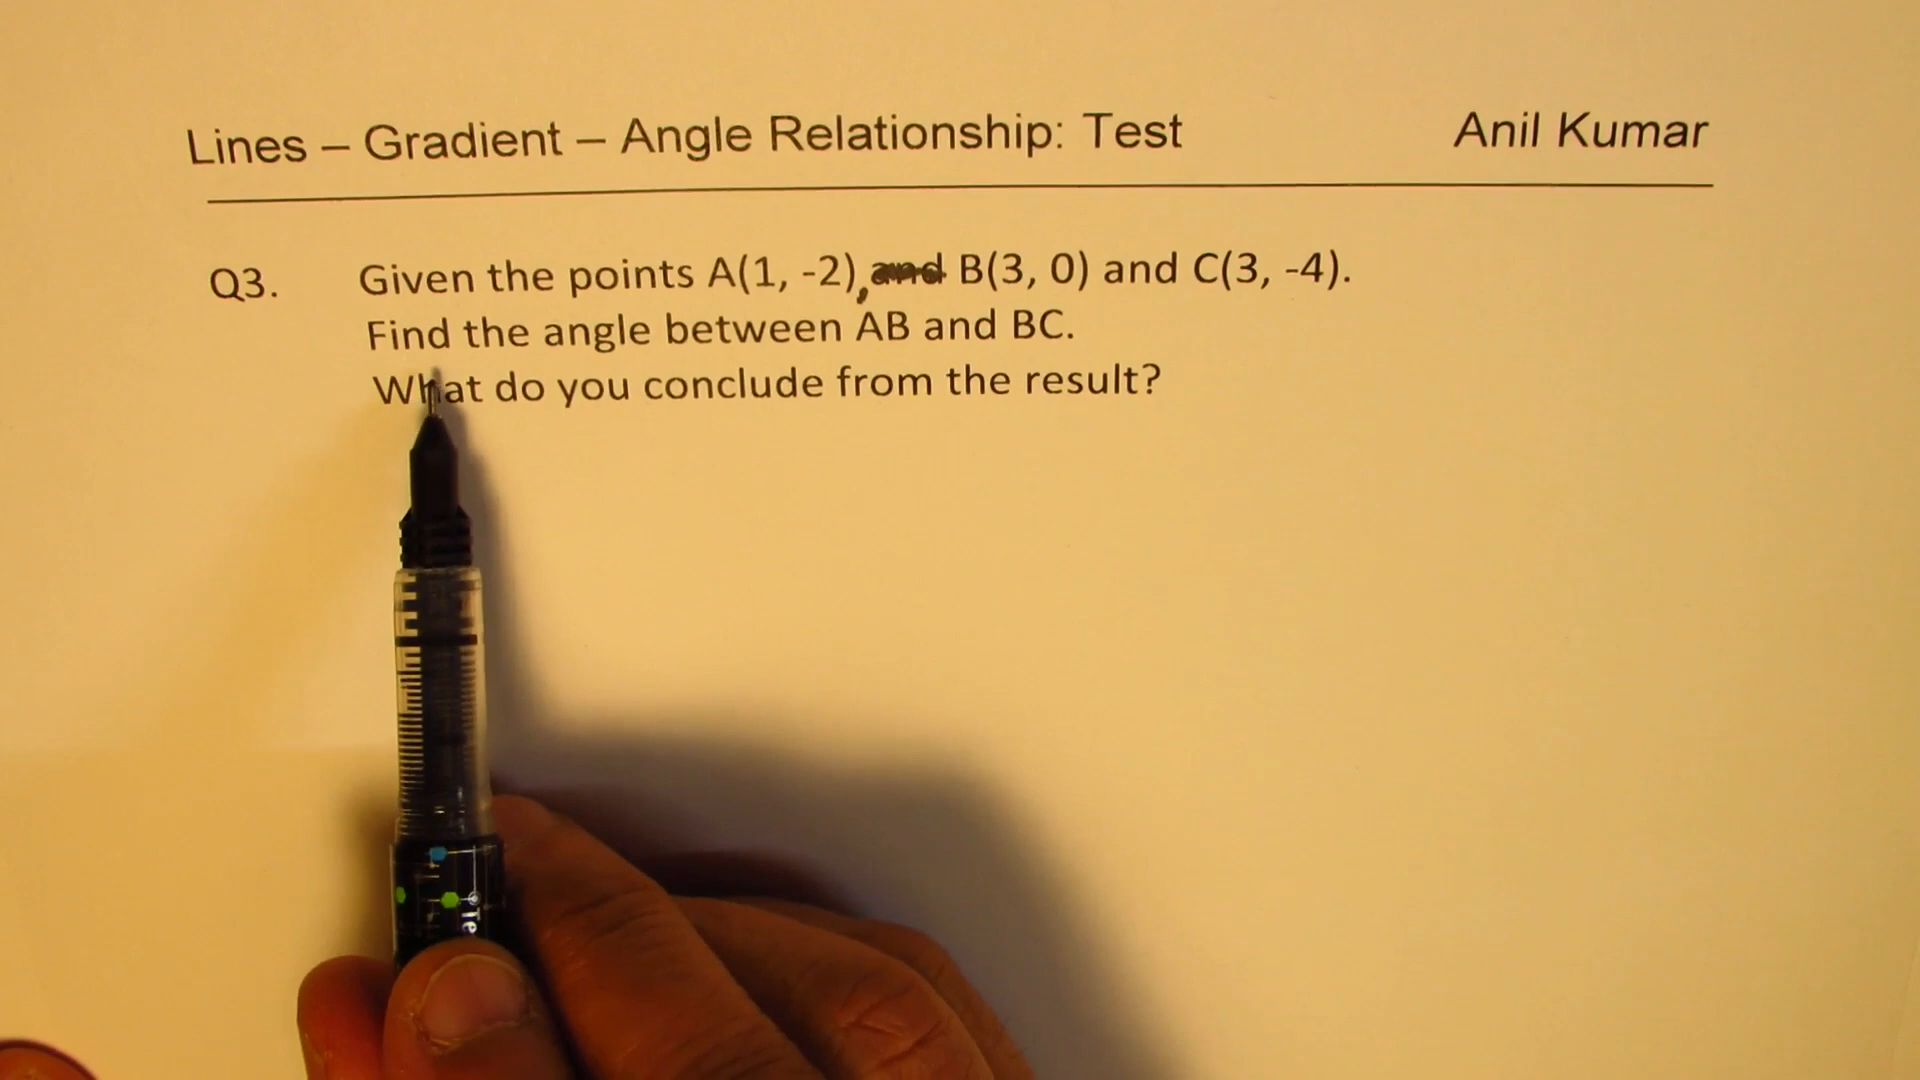 Lines – Gradient – Angle Relationship: Test Anil Kumar
Q3. Given the points A(1, -2), and B(3, 0) and C(3, -4).
Find the angle between AB and BC.
What do you conclude from the result?
Te